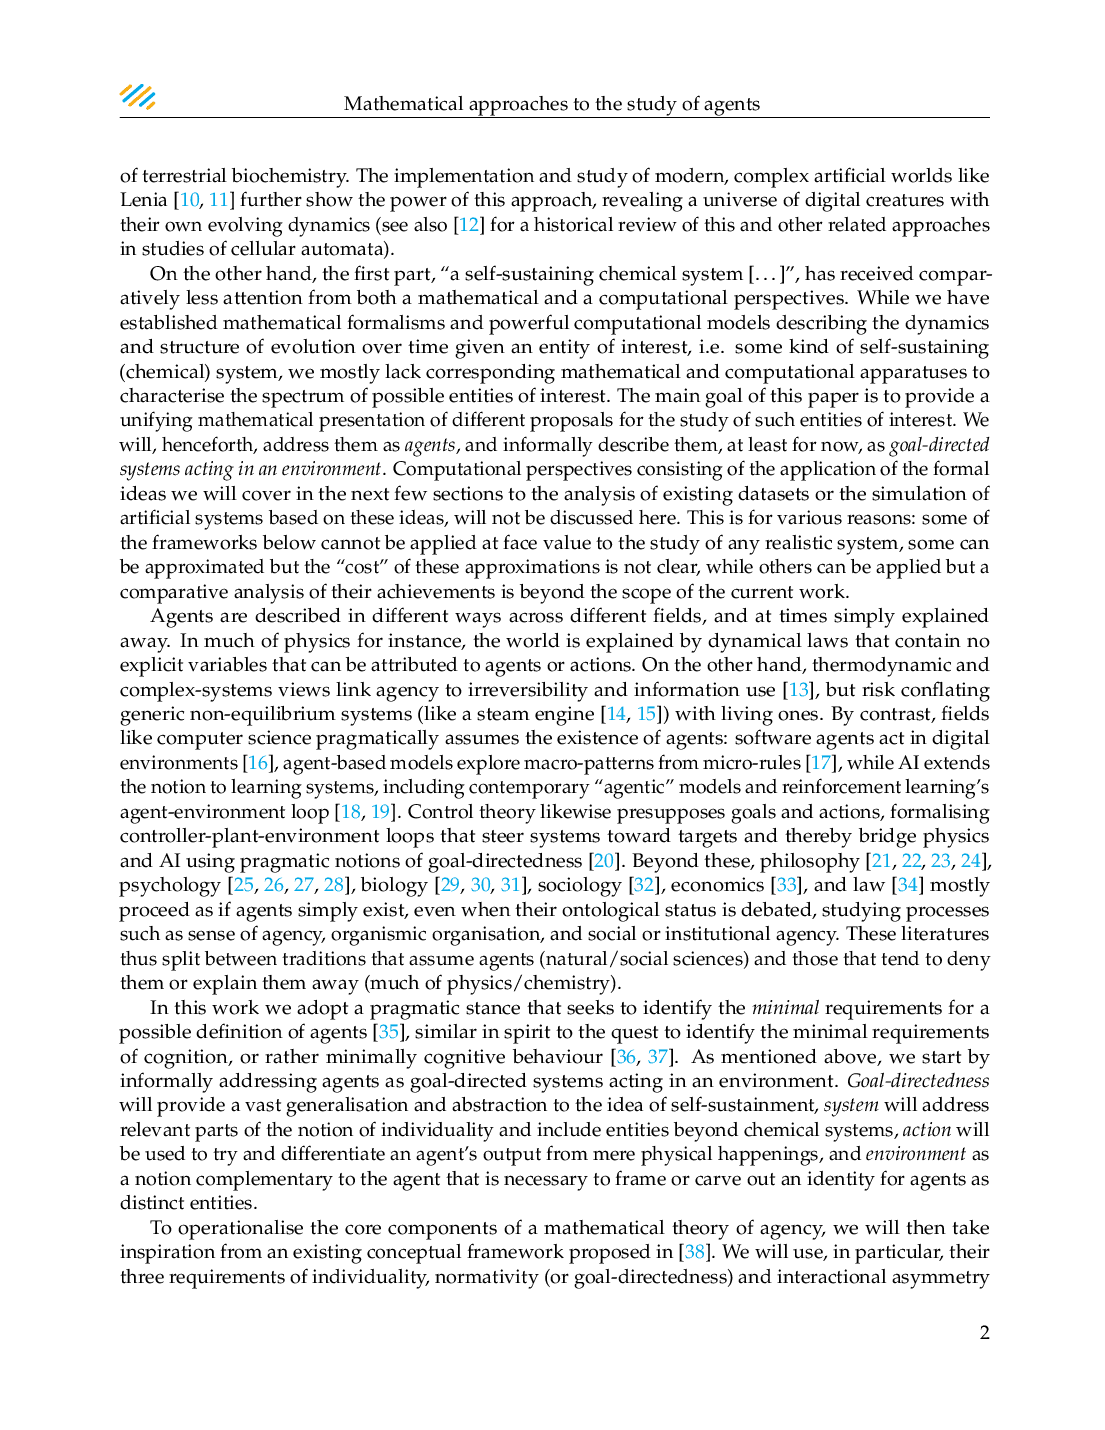 Mathematical approaches to the study of agents
of terrestrial biochemistry. The implementation and study of modern, complex artificial worlds like
Lenia [10, 11] further show the power of this approach, revealing a universe of digital creatures with
their own evolving dynamics (see also [12] for a historical review of this and other related approaches
in studies of cellular automata).
On the other hand, the first part, “a self-sustaining chemical system [. . . ]”, has received compar-
atively less attention from both a mathematical and a computational perspectives. While we have
established mathematical formalisms and powerful computational models describing the dynamics
and structure of evolution over time given an entity of interest, i.e. some kind of self-sustaining
(chemical) system, we mostly lack corresponding mathematical and computational apparatuses to
characterise the spectrum of possible entities of interest. The main goal of this paper is to provide a
unifying mathematical presentation of different proposals for the study of such entities of interest. We
will, henceforth, address them as agents, and informally describe them, at least for now, as goal-directed
systems acting in an environment. Computational perspectives consisting of the application of the formal
ideas we will cover in the next few sections to the analysis of existing datasets or the simulation of
artificial systems based on these ideas, will not be discussed here. This is for various reasons: some of
the frameworks below cannot be applied at face value to the study of any realistic system, some can
be approximated but the “cost” of these approximations is not clear, while others can be applied but a
comparative analysis of their achievements is beyond the scope of the current work.
Agents are described in different ways across different fields, and at times simply explained
away. In much of physics for instance, the world is explained by dynamical laws that contain no
explicit variables that can be attributed to agents or actions. On the other hand, thermodynamic and
complex-systems views link agency to irreversibility and information use [13], but risk conflating
generic non-equilibrium systems (like a steam engine [14, 15]) with living ones. By contrast, fields
like computer science pragmatically assumes the existence of agents: software agents act in digital
environments [16], agent-based models explore macro-patterns from micro-rules [17], while AI extends
the notion to learning systems, including contemporary “agentic” models and reinforcement learning’s
agent-environment loop [18, 19]. Control theory likewise presupposes goals and actions, formalising
controller-plant-environment loops that steer systems toward targets and thereby bridge physics
and AI using pragmatic notions of goal-directedness [20]. Beyond these, philosophy [21, 22, 23, 24],
psychology [25, 26, 27, 28], biology [29, 30, 31], sociology [32], economics [33], and law [34] mostly
proceed as if agents simply exist, even when their ontological status is debated, studying processes
such as sense of agency, organismic organisation, and social or institutional agency. These literatures
thus split between traditions that assume agents (natural/social sciences) and those that tend to deny
them or explain them away (much of physics/chemistry).
In this work we adopt a pragmatic stance that seeks to identify the minimal requirements for a
possible definition of agents [35], similar in spirit to the quest to identify the minimal requirements
of cognition, or rather minimally cognitive behaviour [36, 37]. As mentioned above, we start by
informally addressing agents as goal-directed systems acting in an environment. Goal-directedness
will provide a vast generalisation and abstraction to the idea of self-sustainment, system will address
relevant parts of the notion of individuality and include entities beyond chemical systems, action will
be used to try and differentiate an agent’s output from mere physical happenings, and environment as
a notion complementary to the agent that is necessary to frame or carve out an identity for agents as
distinct entities.
To operationalise the core components of a mathematical theory of agency, we will then take
inspiration from an existing conceptual framework proposed in [38]. We will use, in particular, their
three requirements of individuality, normativity (or goal-directedness) and interactional asymmetry
2